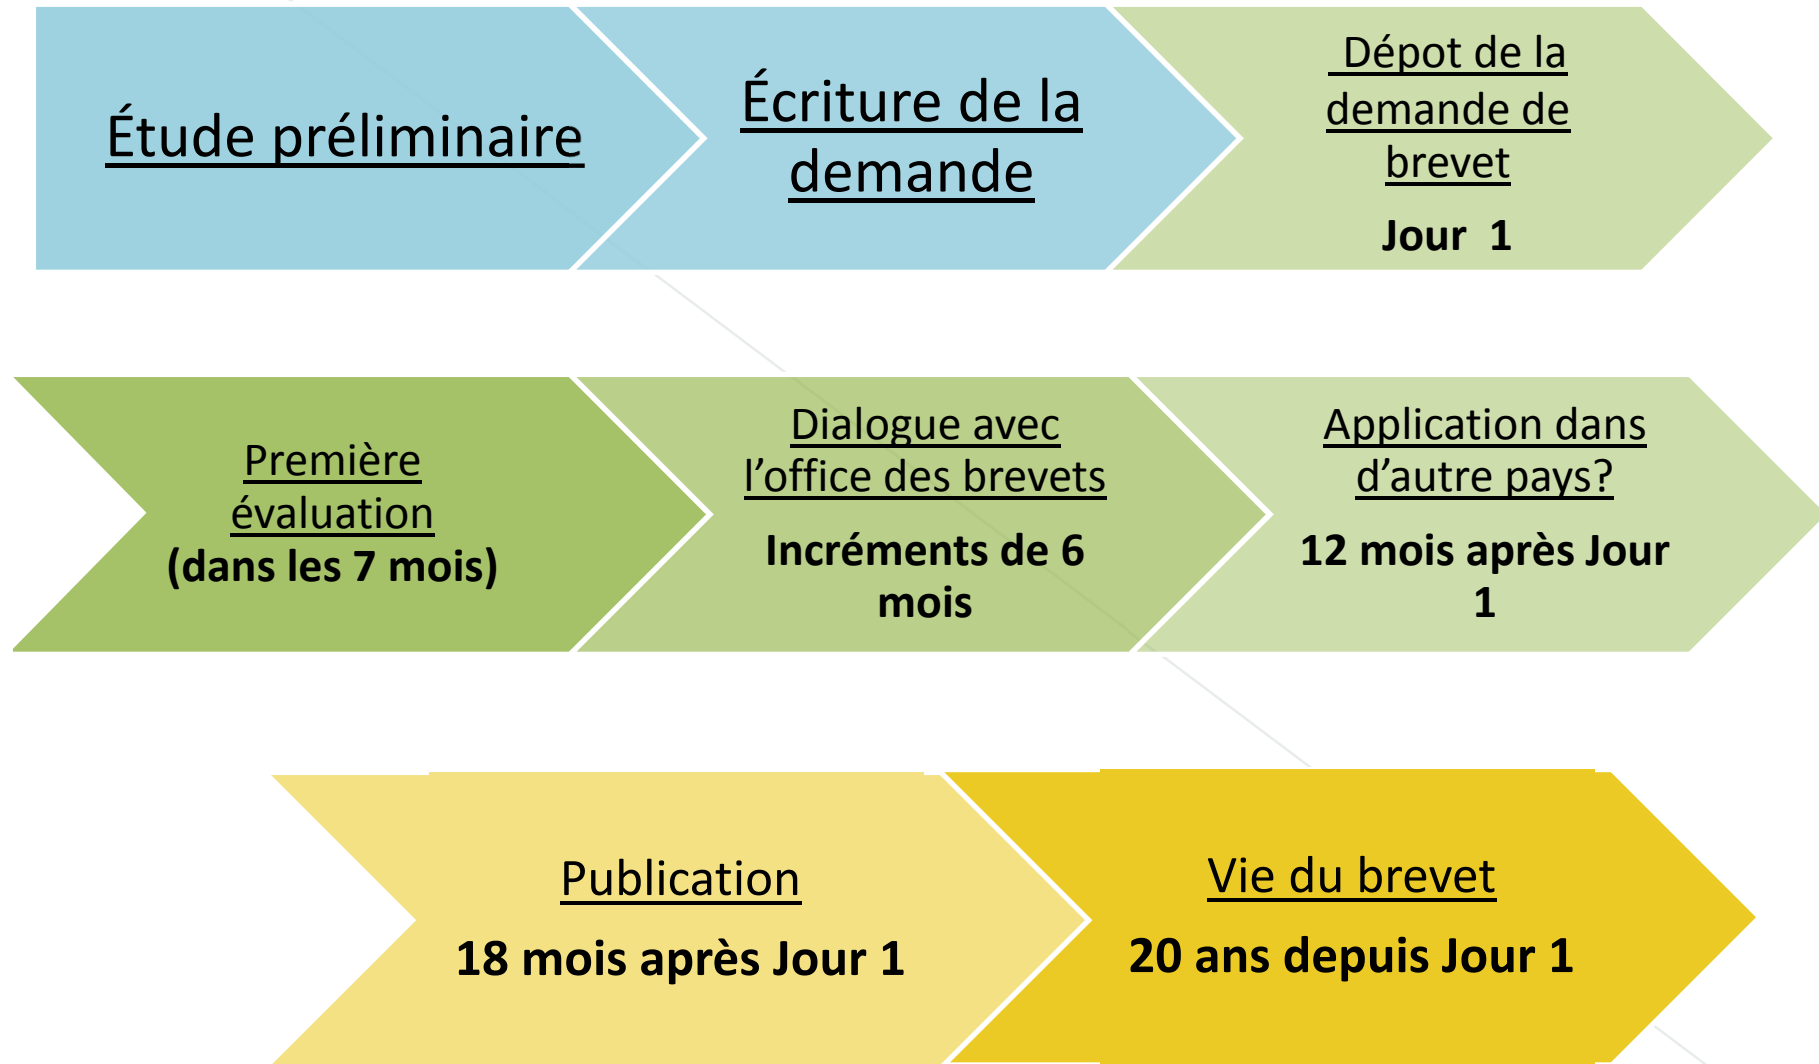 Étude préliminaire
Écriture de la
demande
Dépot de la
demande de
brevet
Jour 1
Première
évaluation
(dans les 7 mois)
Dialogue avec
l’office des brevets
Incréments de 6
mois
Application dans
d’autre pays?
12 mois après Jour
1
Publication
18 mois après Jour 1
Vie du brevet
20 ans depuis Jour 1